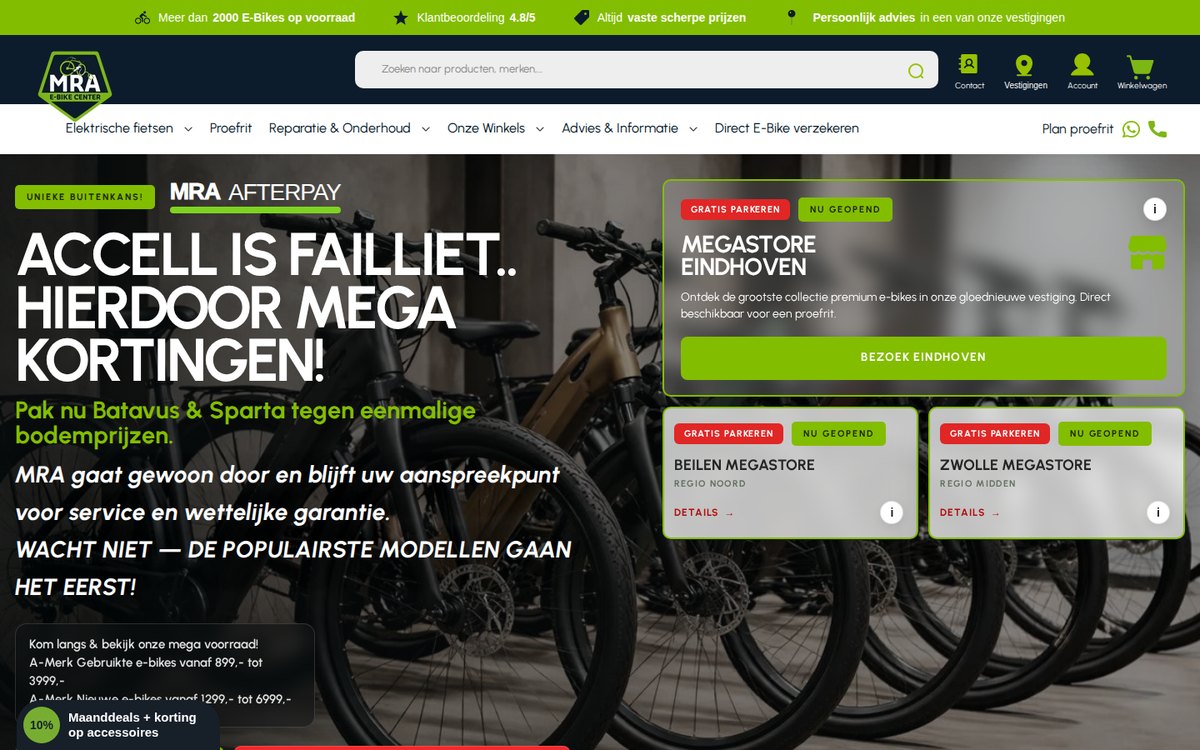 Meer dan 2000 E-Bikes op voorraad
Klantbeoordeling 4.8/5
Altijd vaste scherpe prijzen
Persoonlijk advies in een van onze vestigingen
MRA
E-BIKE CENTER
Zoeken naar producten, merken...
Contact
Vestigingen
Account
Winkelwagen
Elektrische fietsen
Proefrit
Reparatie & Onderhoud
Onze Winkels
Advies & Informatie
Direct E-Bike verzekeren
Plan proefrit
UNIEKE BUITENKANS!
MRA AFTERPAY
ACCELL IS FAILLIET..
HIERDOOR MEGA
KORTINGEN!
Pak nu Batavus & Sparta tegen eenmalige
bodemprijzen.
MRA gaat gewoon door en blijft uw aanspreekpunt
voor service en wettelijke garantie.
WACHT NIET — DE POPULAIRSTE MODELLEN GAAN
HET EERST!
Kom langs & bekijk onze mega voorraad!
A-Merk Gebruikte e-bikes vanaf 899,- tot
3999,-
A-Merk Nieuwe e-bikes vanaf 1299,- tot 6999,-
10%
Maanddeals + korting
op accessoires
GRATIS PARKEREN
NU GEOPEND
i
MEGASTORE
EINDHOVEN
Ontdek de grootste collectie premium e-bikes in onze gloednieuwe vestiging. Direct
beschikbaar voor een proefrit.
BEZOEK EINDHOVEN
GRATIS PARKEREN
NU GEOPEND
BEILEN MEGASTORE
REGIO NOORD
DETAILS →
i
GRATIS PARKEREN
NU GEOPEND
ZWOLLE MEGASTORE
REGIO MIDDEN
DETAILS →
i